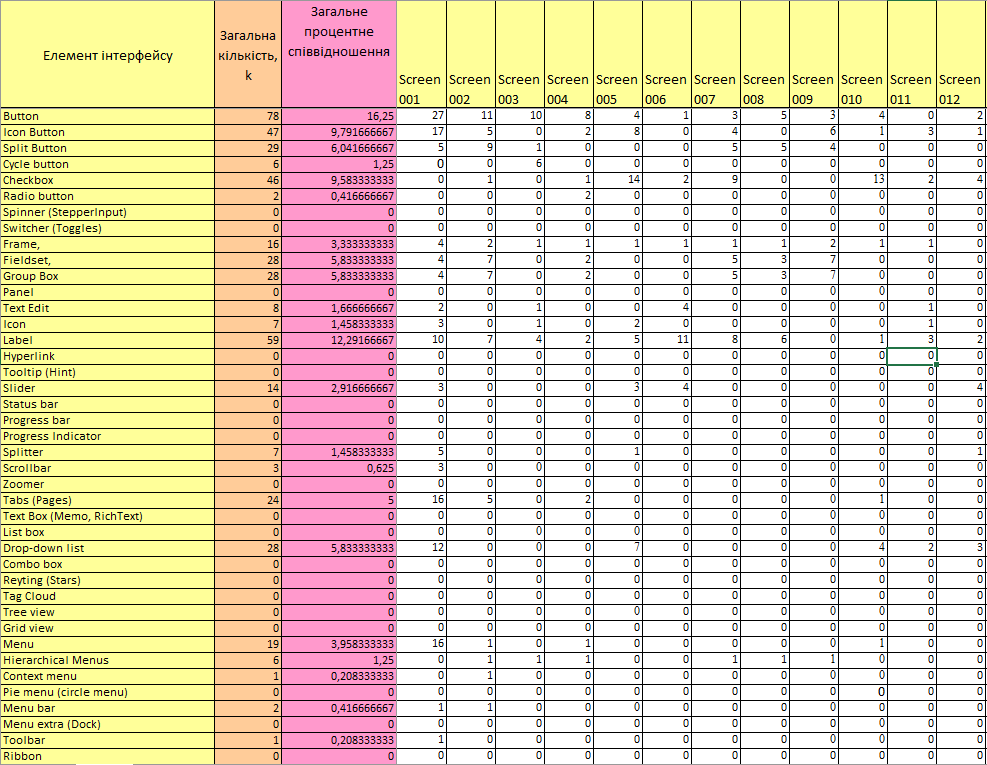 Елемент інтерфейсу Загальна кількість, k Загальне процентне співвідношення Screen 001 Screen 002 Screen 003 Screen 004 Screen 005 Screen 006 Screen 007 Screen 008 Screen 009 Screen 010 Screen 011 Screen 012
Button 78 16,25 27 11 10 8 4 1 3 5 3 4 0 2
Icon Button 47 9,791666667 17 5 0 2 8 0 4 0 6 1 3 1
Split Button 29 6,041666667 5 9 1 0 0 0 5 5 4 0 0 0
Cycle button 6 1,25 0 0 6 0 0 0 0 0 0 0 0 0
Checkbox 46 9,583333333 0 1 0 1 14 2 9 0 0 13 2 4
Radio button 2 0,416666667 0 0 0 2 0 0 0 0 0 0 0 0
Spinner (StepperInput) 0 0 0 0 0 0 0 0 0 0 0 0 0 0
Switcher (Toggles) 0 0 0 0 0 0 0 0 0 0 0 0 0 0
Frame, 16 3,333333333 4 2 1 1 1 1 1 1 2 1 1 0
Fieldset, 28 5,833333333 4 7 0 2 0 0 5 3 7 0 0 0
Group Box 28 5,833333333 4 7 0 2 0 0 5 3 7 0 0 0
Panel 0 0 0 0 0 0 0 0 0 0 0 0 0 0
Text Edit 8 1,666666667 2 0 1 0 0 4 0 0 0 0 1 0
Icon 7 1,458333333 3 0 1 0 2 0 0 0 0 0 1 0
Label 59 12,29166667 10 7 4 2 5 11 8 6 0 1 3 2
Hyperlink 0 0 0 0 0 0 0 0 0 0 0 0 0 0
Tooltip (Hint) 0 0 0 0 0 0 0 0 0 0 0 0 0 0
Slider 14 2,916666667 3 0 0 0 3 4 0 0 0 0 0 4
Status bar 0 0 0 0 0 0 0 0 0 0 0 0 0 0
Progress bar 0 0 0 0 0 0 0 0 0 0 0 0 0 0
Progress Indicator 0 0 0 0 0 0 0 0 0 0 0 0 0 0
Splitter 7 1,458333333 5 0 0 0 1 0 0 0 0 0 0 1
Scrollbar 3 0,625 3 0 0 0 0 0 0 0 0 0 0 0
Zoomer 0 0 0 0 0 0 0 0 0 0 0 0 0 0
Tabs (Pages) 24 5 16 5 0 2 0 0 0 0 0 1 0 0
Text Box (Memo, RichText) 0 0 0 0 0 0 0 0 0 0 0 0 0 0
List box 0 0 0 0 0 0 0 0 0 0 0 0 0 0
Drop-down list 28 5,833333333 12 0 0 0 7 0 0 0 0 4 2 3
Combo box 0 0 0 0 0 0 0 0 0 0 0 0 0 0
Reyting (Stars) 0 0 0 0 0 0 0 0 0 0 0 0 0 0
Tag Cloud 0 0 0 0 0 0 0 0 0 0 0 0 0 0
Tree view 0 0 0 0 0 0 0 0 0 0 0 0 0 0
Grid view 0 0 0 0 0 0 0 0 0 0 0 0 0 0
Menu 19 3,958333333 16 1 0 1 0 0 0 0 0 1 0 0
Hierarchical Menus 6 1,25 0 1 1 1 0 0 1 1 1 0 0 0
Context menu 1 0,208333333 0 1 0 0 0 0 0 0 0 0 0 0
Pie menu (circle menu) 0 0 0 0 0 0 0 0 0 0 0 0 0 0
Menu bar 2 0,416666667 1 1 0 0 0 0 0 0 0 0 0 0
Menu extra (Dock) 0 0 0 0 0 0 0 0 0 0 0 0 0 0
Toolbar 1 0,208333333 1 0 0 0 0 0 0 0 0 0 0 0
Ribbon 0 0 0 0 0 0 0 0 0 0 0 0 0 0